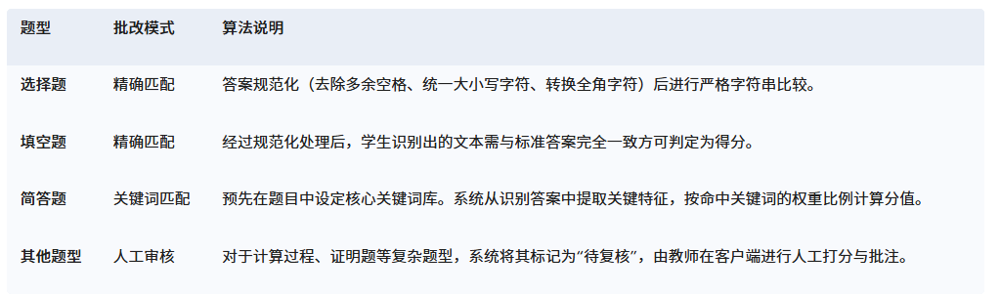 题型 批改模式 算法说明
选择题 精确匹配 答案规范化（去除多余空格、统一大小写字符、转换全角字符）后进行严格字符串比较。
填空题 精确匹配 经过规范化处理后，学生识别出的文本需与标准答案完全一致方可判定为得分。
简答题 关键词匹配 预先在题目中设定核心关键词库。系统从识别答案中提取关键特征，按命中关键词的权重比例计算分值。
其他题型 人工审核 对于计算过程、证明题等复杂题型，系统将其标记为“待复核”，由教师在客户端进行人工打分与批注。